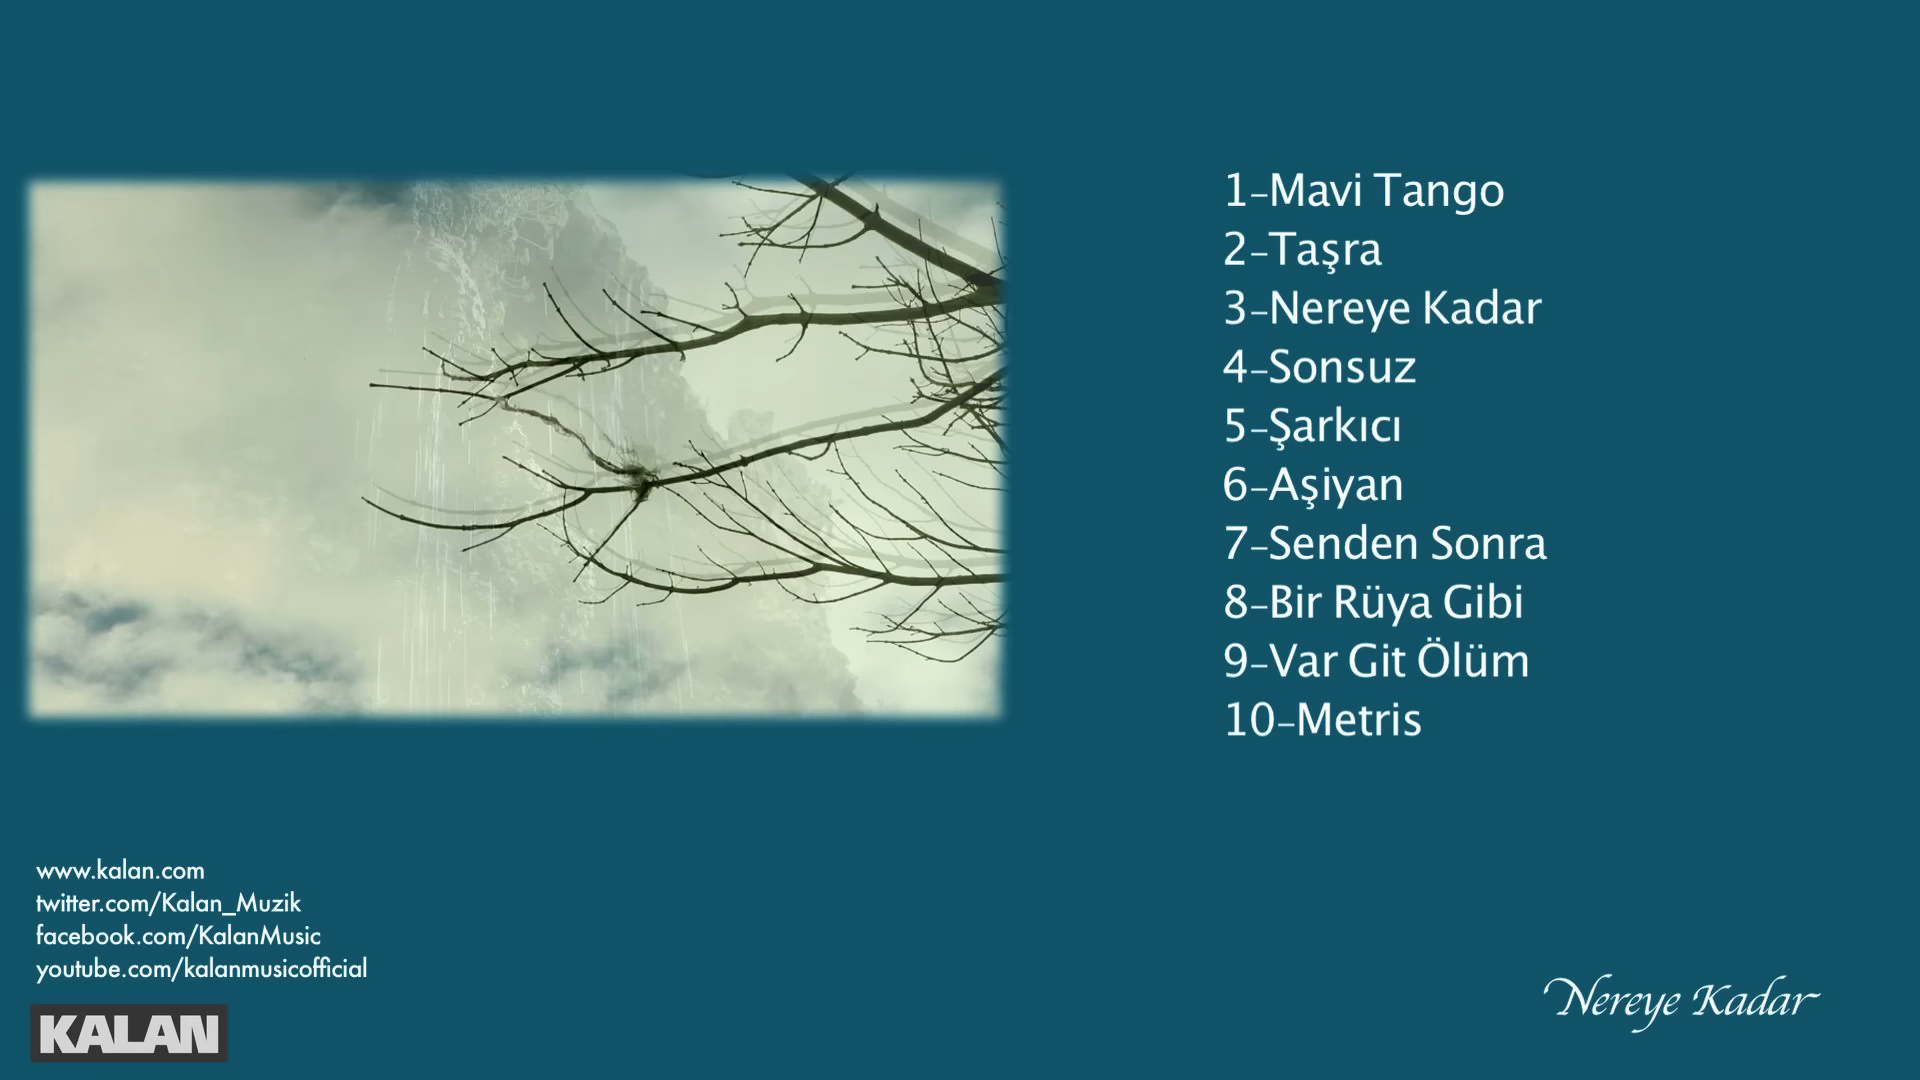 1-Mavi Tango
2-Taşra
3-Nereye Kadar
4-Sonsuz
5-Şarkıcı
6-Aşiyan
7-Senden Sonra
8-Bir Rüya Gibi
9-Var Git Ölüm
10-Metris
www.kalan.com
twitter.com/Kalan_Muzik
facebook.com/KalanMusic
youtube.com/kalanmusicofficial
KALAN
Nereye Kadar